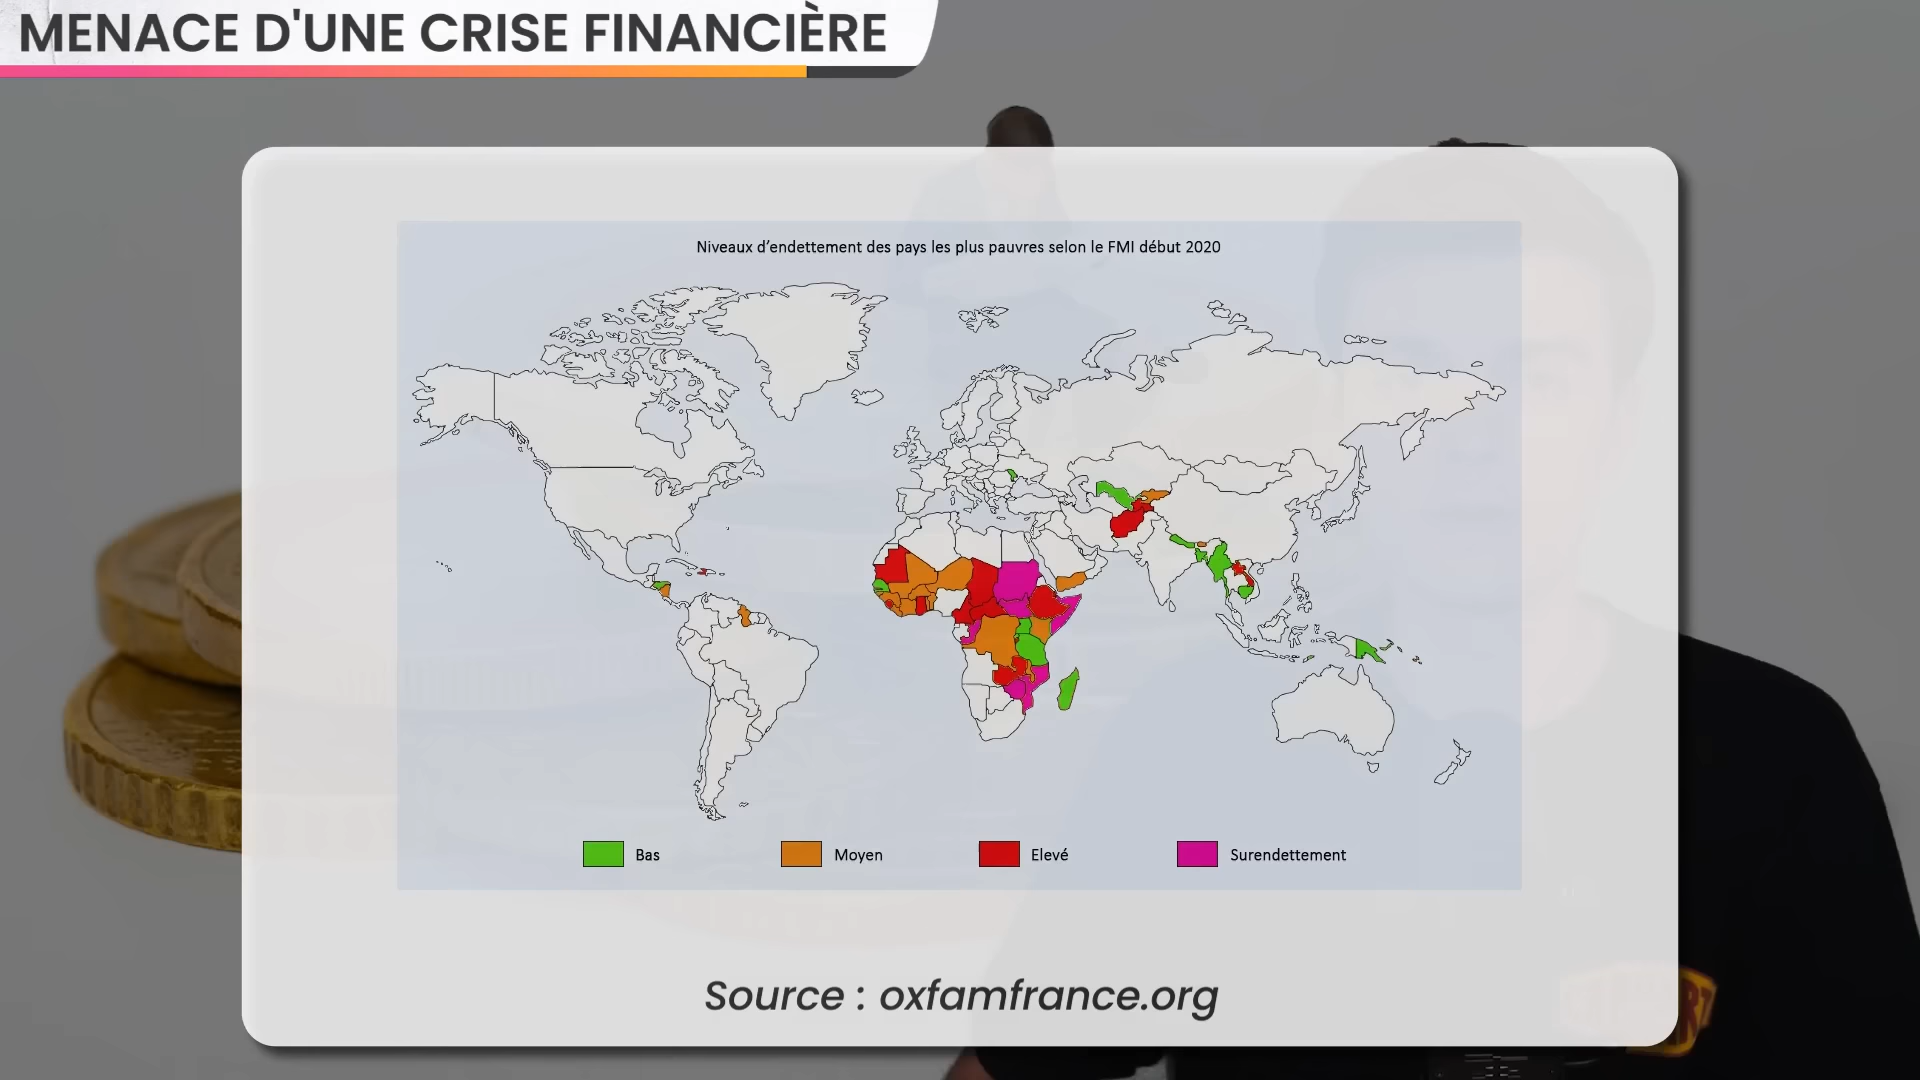 MENACE D'UNE CRISE FINANCIÈRE
Niveaux d’endettement des pays les plus pauvres selon le FMI début 2020
Bas
Moyen
Elevé
Surendettement
Source : oxfamfrance.org